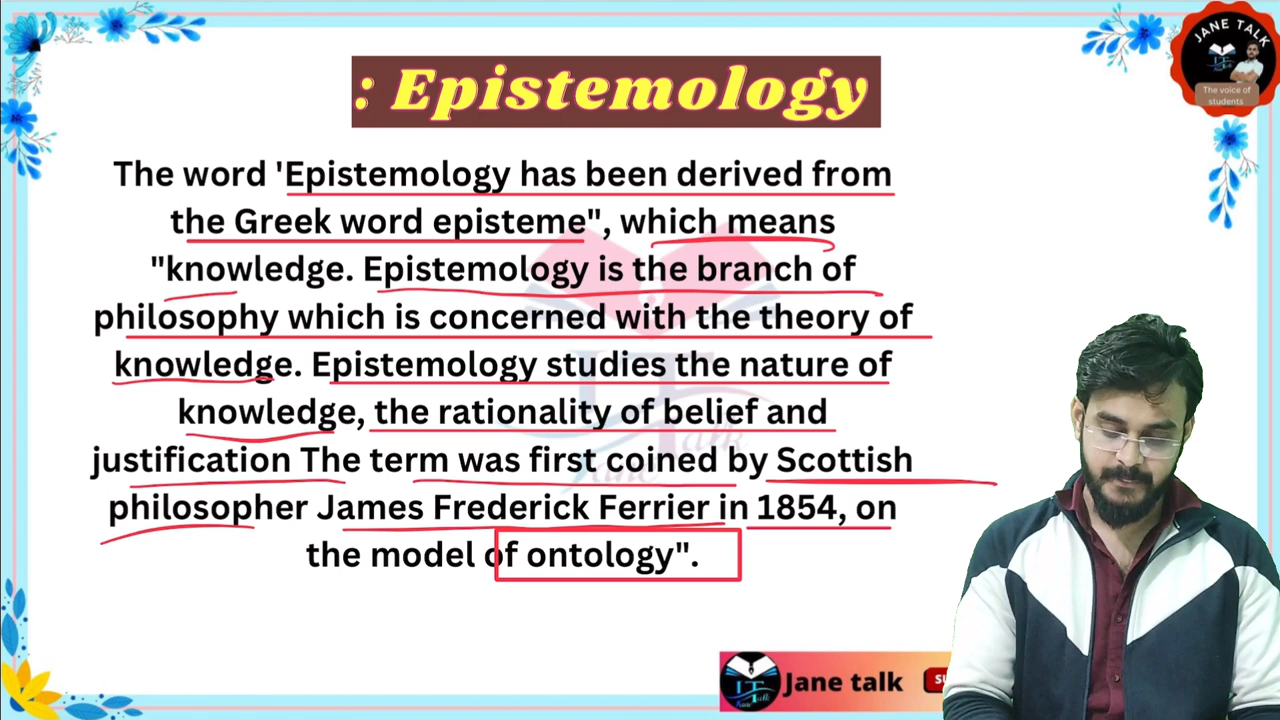 JANE TALK
The voice of
students
: Epistemology
The word 'Epistemology has been derived from
the Greek word episteme", which means
"knowledge. Epistemology is the branch of
philosophy which is concerned with the theory of
knowledge. Epistemology studies the nature of
knowledge, the rationality of belief and
justification The term was first coined by Scottish
philosopher James Frederick Ferrier in 1854, on
the model of ontology".
Jane talk